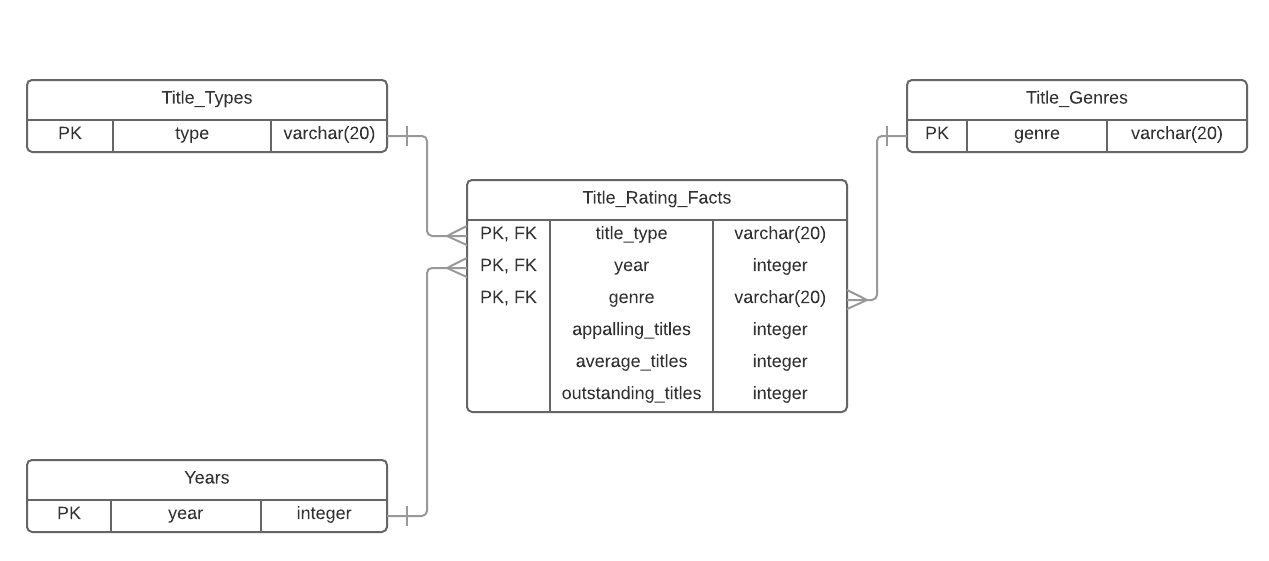 Title_Types
PK type varchar(20)
Title_Genres
PK genre varchar(20)
Title_Rating_Facts
PK, FK title_type varchar(20)
PK, FK year integer
PK, FK genre varchar(20)
appalling_titles integer
average_titles integer
outstanding_titles integer
Years
PK year integer